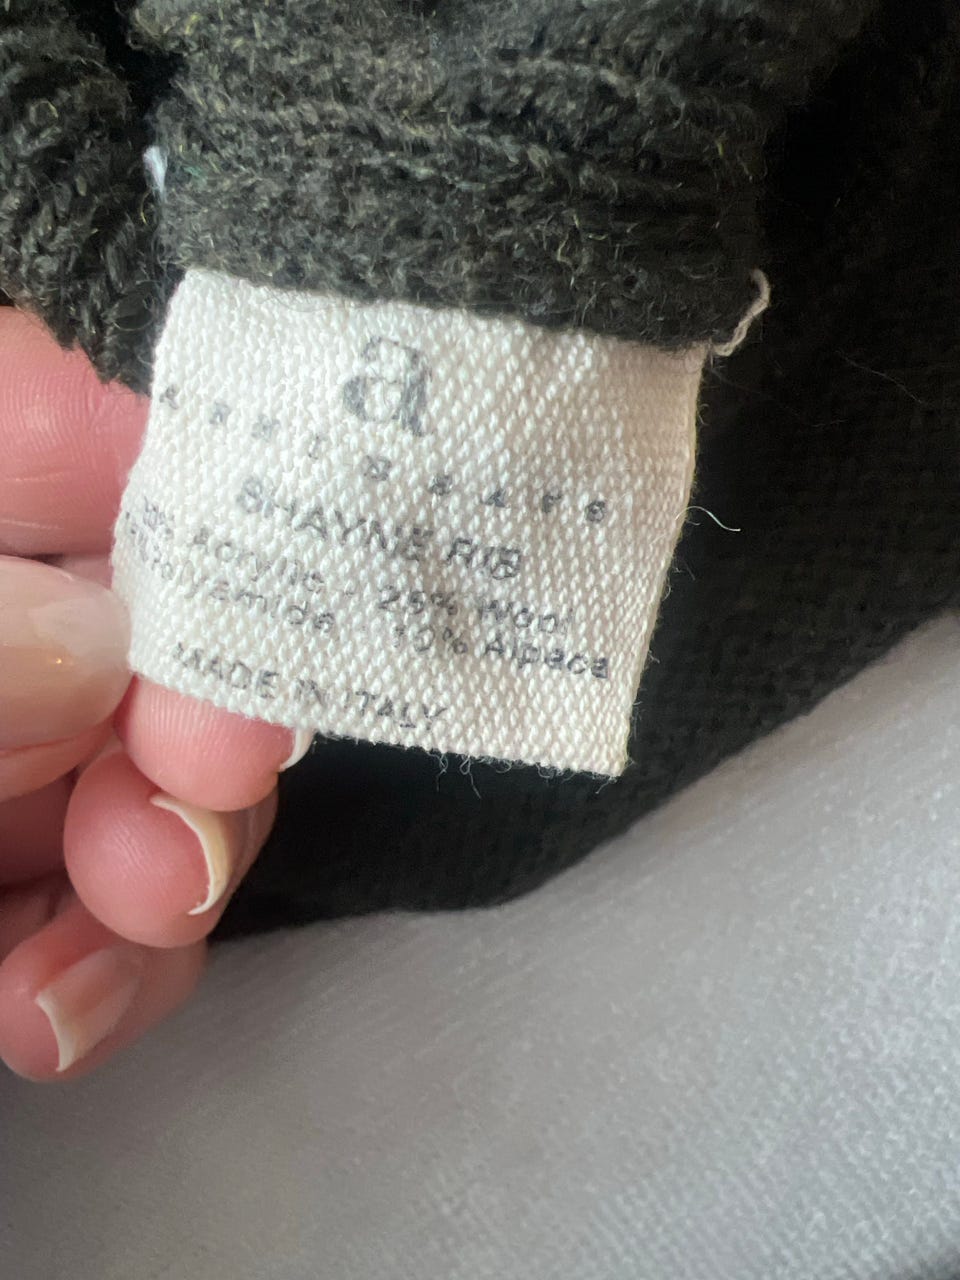 a
SHAYNE RIB
Acrylic 25% Wool
Polyamide 10% Alpaca
MADE IN ITALY